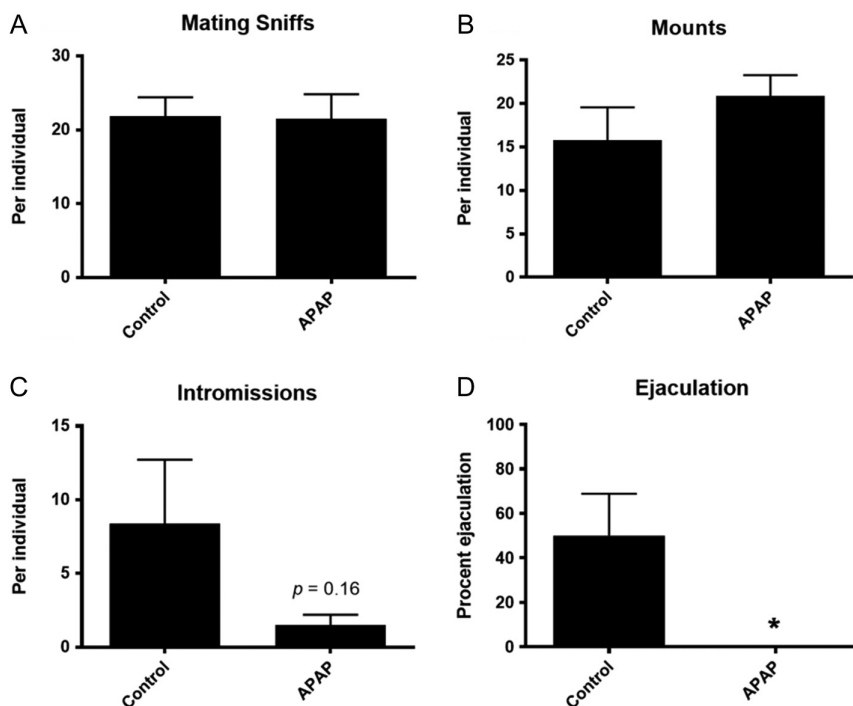 A
Mating Sniffs
30
20
10
0
Per individual
Control
APAP
B
Mounts
25
20
15
10
5
0
Per individual
Control
APAP
C
Intromissions
15
10
5
0
Per individual
p = 0.16
Control
APAP
D
Ejaculation
100
80
60
40
20
0
Procent ejaculation
*
Control
APAP